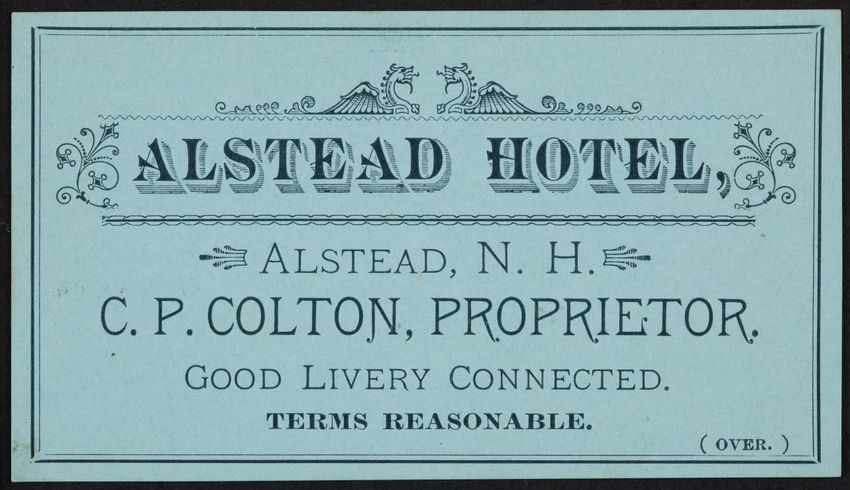 ALSTEAD HOTEL,
ALSTEAD, N. H.
C. P. COLTON, PROPRIETOR.
GOOD LIVERY CONNECTED.
TERMS REASONABLE.
( OVER. )